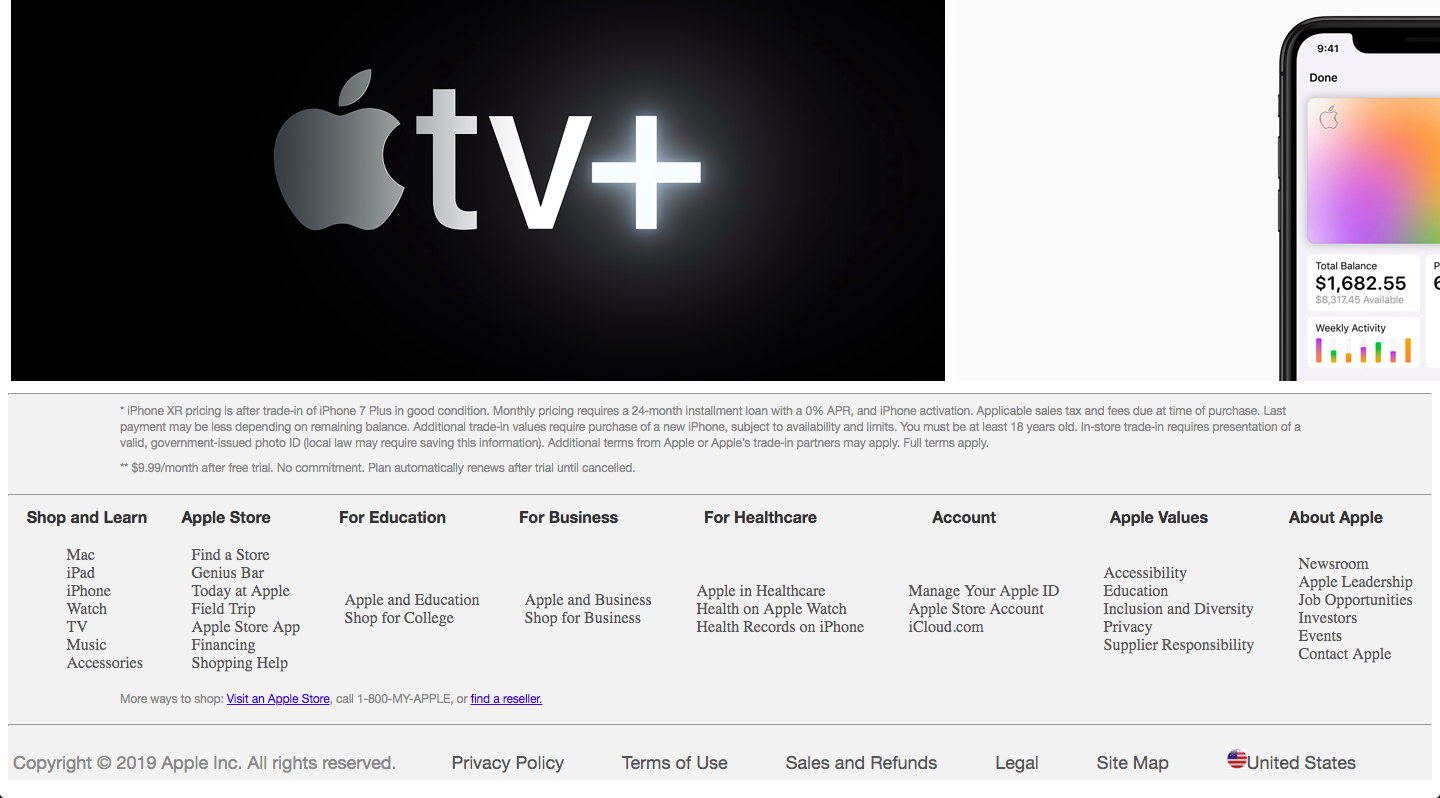 tv+
9:41
Done
Total Balance
$1,682.55
$8,317.45 Available
Weekly Activity
* iPhone XR pricing is after trade-in of iPhone 7 Plus in good condition. Monthly pricing requires a 24-month installment loan with a 0% APR, and iPhone activation. Applicable sales tax and fees due at time of purchase. Last
payment may be less depending on remaining balance. Additional trade-in values require purchase of a new iPhone, subject to availability and limits. You must be at least 18 years old. In-store trade-in requires presentation of a
valid, government-issued photo ID (local law may require saving this information). Additional terms from Apple or Apple's trade-in partners may apply. Full terms apply.
** $9.99/month after free trial. No commitment. Plan automatically renews after trial until cancelled.
Shop and Learn
Mac
iPad
iPhone
Watch
TV
Music
Accessories
Apple Store
Find a Store
Genius Bar
Today at Apple
Field Trip
Apple Store App
Financing
Shopping Help
For Education
Apple and Education
Shop for College
For Business
Apple and Business
Shop for Business
For Healthcare
Apple in Healthcare
Health on Apple Watch
Health Records on iPhone
Account
Manage Your Apple ID
Apple Store Account
iCloud.com
Apple Values
Accessibility
Education
Inclusion and Diversity
Privacy
Supplier Responsibility
About Apple
Newsroom
Apple Leadership
Job Opportunities
Investors
Events
Contact Apple
More ways to shop: Visit an Apple Store, call 1-800-MY-APPLE, or find a reseller.
Copyright © 2019 Apple Inc. All rights reserved. Privacy Policy Terms of Use Sales and Refunds Legal Site Map United States